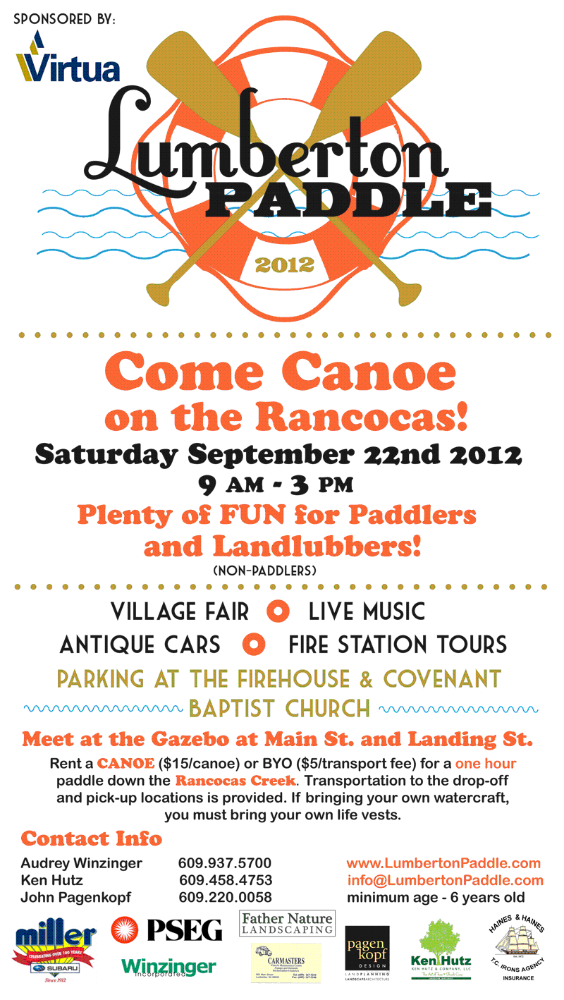 SPONSORED BY:
Virtua
Lumberton
PADDLE
2012
Come Canoe
on the Rancocas!
Saturday September 22nd 2012
9 AM - 3 PM
Plenty of FUN for Paddlers
and Landlubbers!
(NON-PADDLERS)
VILLAGE FAIR LIVE MUSIC
ANTIQUE CARS FIRE STATION TOURS
PARKING AT THE FIREHOUSE & COVENANT
BAPTIST CHURCH
Meet at the Gazebo at Main St. and Landing St.
Rent a CANOE ($15/canoe) or BYO ($5/transport fee) for a one hour
paddle down the Rancocas Creek. Transportation to the drop-off
and pick-up locations is provided. If bringing your own watercraft,
you must bring your own life vests.
Contact Info
Audrey Winzinger 609.937.5700 www.LumbertonPaddle.com
Ken Hutz 609.458.4753 info@LumbertonPaddle.com
John Pagenkopf 609.220.0058 minimum age - 6 years old
miller
CELEBRATING OVER 100 YEARS
SUBARU
Since 1912
PSEG
Winzinger
Incorporated
Father Nature
LANDSCAPING
CARMASTERS
pagen
kopf
DESIGN
LANDPLANNING
LANDSCAPEARCHITECTURE
Ken Hutz
KEN HUTZ & COMPANY, LLC
HAINES & HAINES
T.C. IRONS AGENCY
INSURANCE